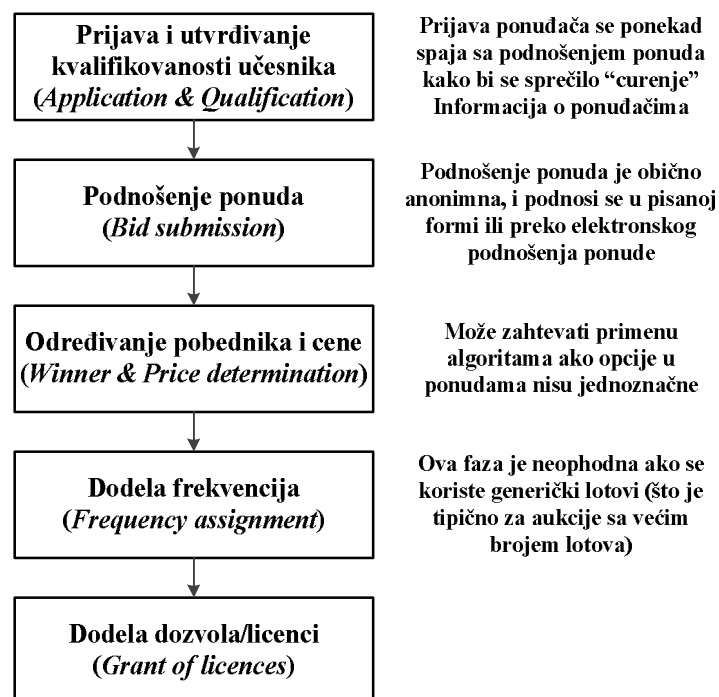 Prijava i utvrđivanje
kvalifikovanosti učesnika
(Application & Qualification)
Prijava ponuđača se ponekad
spaja sa podnošenjem ponuda
kako bi se sprečilo “curenje”
Informacija o ponuđačima
Podnošenje ponuda
(Bid submission)
Podnošenje ponuda je obično
anonimna, i podnosi se u pisanoj
formi ili preko elektronskog
podnošenja ponude
Određivanje pobednika i cene
(Winner & Price determination)
Može zahtevati primenu
algoritama ako opcije u
ponudama nisu jednoznačne
Dodela frekvencija
(Frequency assignment)
Ova faza je neophodna ako se
koriste generički lotovi (što je
tipično za aukcije sa većim
brojem lotova)
Dodela dozvola/licenci
(Grant of licences)